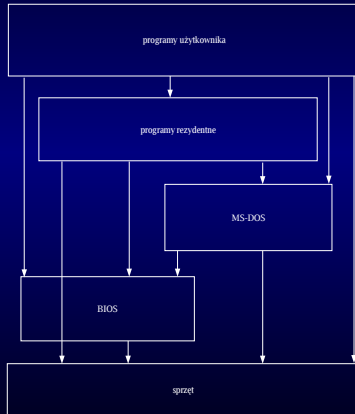 programy użytkownika
programy rezydentne
MS-DOS
BIOS
sprzęt